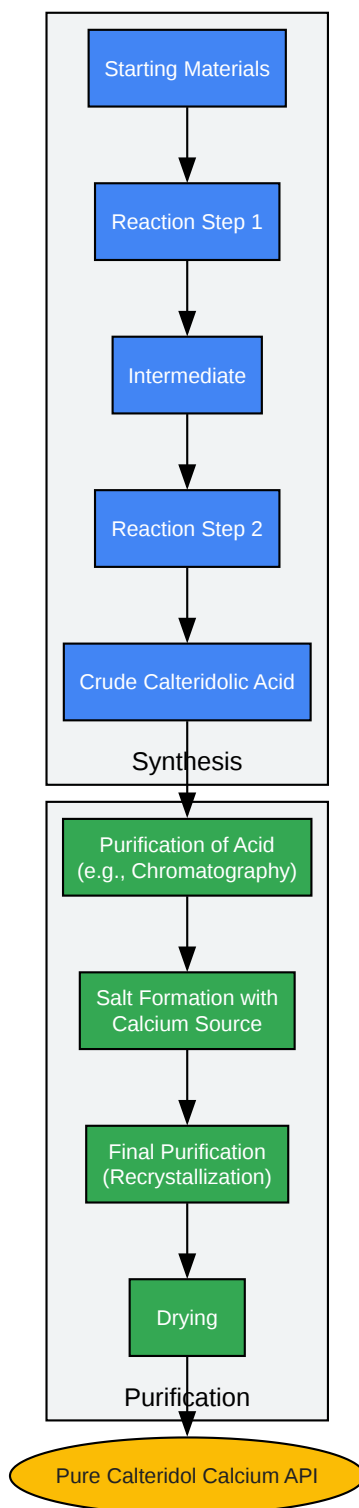 Starting Materials
Reaction Step 1
Intermediate
Reaction Step 2
Crude Calteridolic Acid
Synthesis
Purification of Acid
(e.g., Chromatography)
Salt Formation with
Calcium Source
Final Purification
(Recrystallization)
Drying
Purification
Pure Calteridol Calcium API